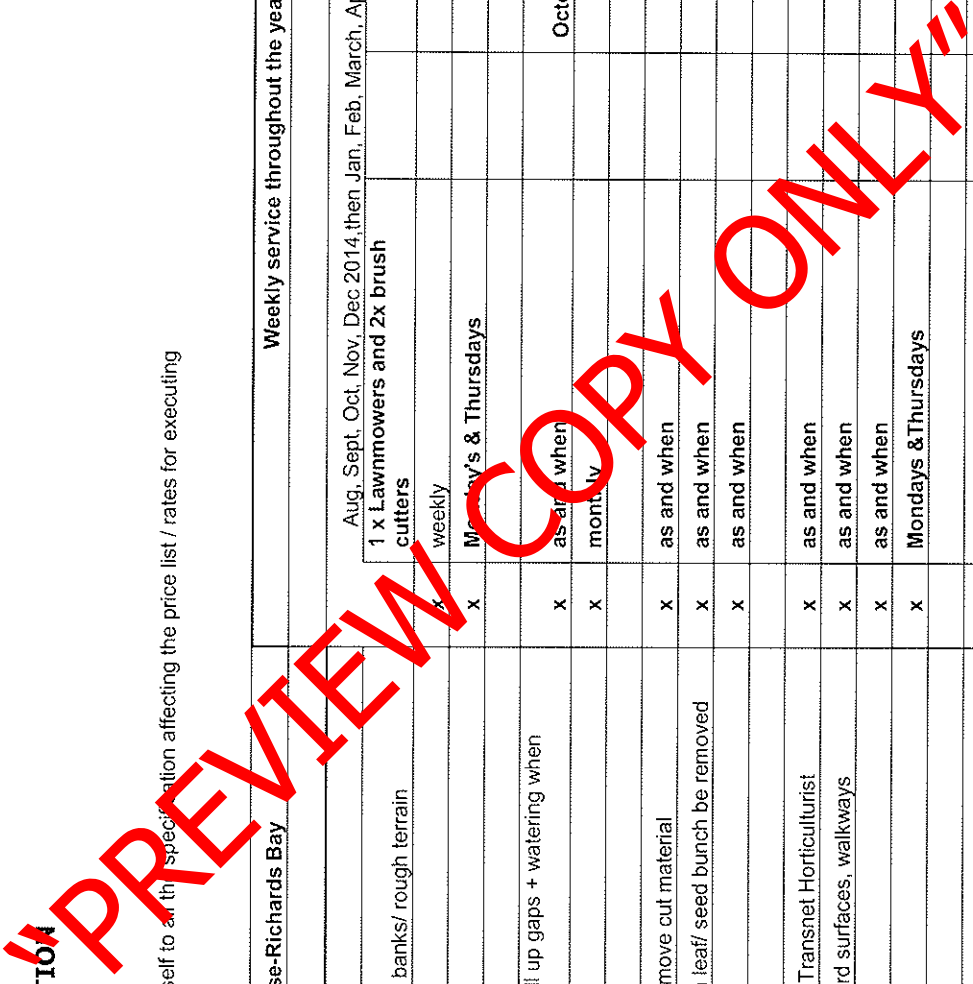 TION
self to all the specification affecting the price list / rates for executing
se-Richards Bay Weekly service throughout the yea
Aug, Sept, Oct, Nov, Dec 2014,then Jan, Feb, March, Ap
1 x Lawnmowers and 2x brush
cutters
banks/ rough terrain
x weekly
x Monday's & Thursdays
ll up gaps + watering when
x as and when Octo
x monthly
move cut material x as and when
leaf/ seed bunch be removed x as and when
x as and when
Transnet Horticulturist x as and when
rd surfaces, walkways x as and when
x as and when
x Mondays &Thursdays
"PREVIEW COPY ONLY"